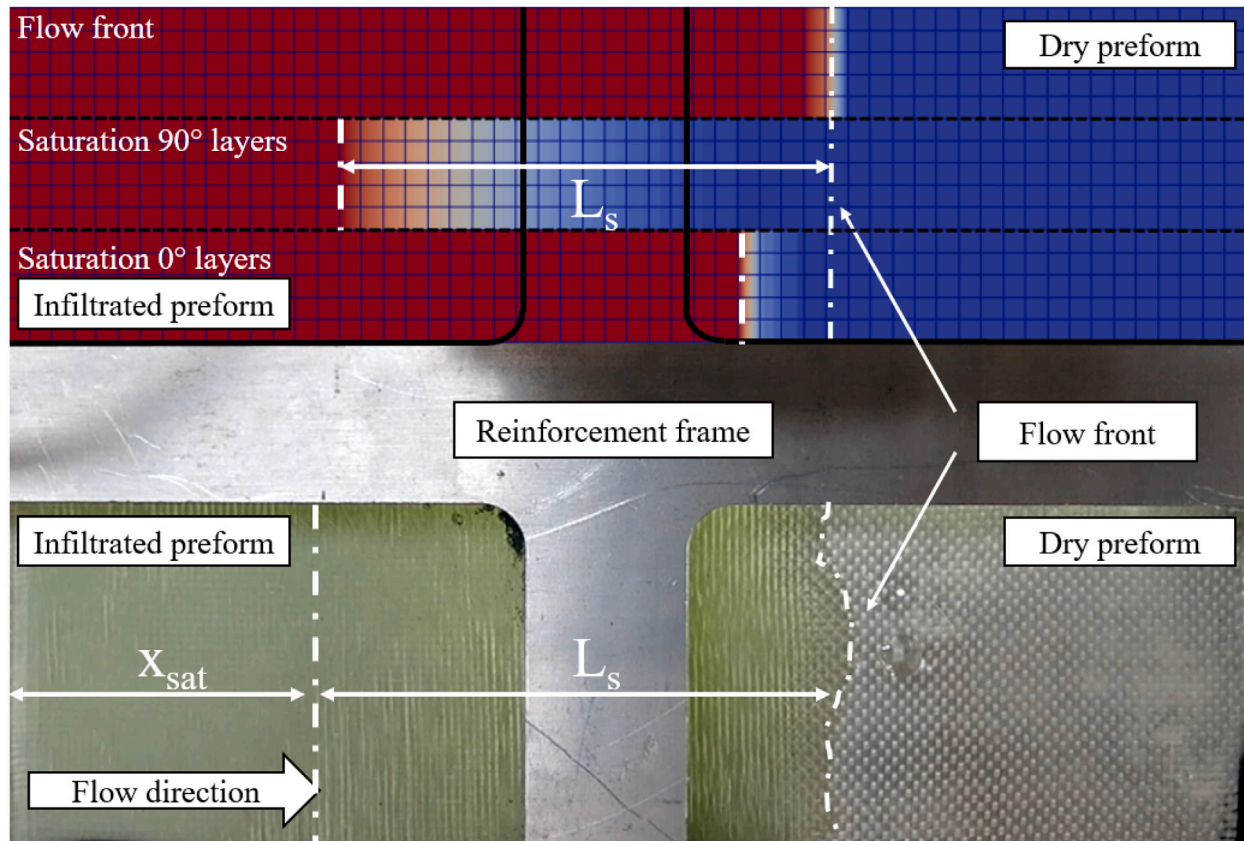 Flow front
Dry preform
Saturation 90° layers
Lₛ
Saturation 0° layers
Infiltrated preform
Reinforcement frame
Flow front
Infiltrated preform
Dry preform
xₛₐₜ
Lₛ
Flow direction